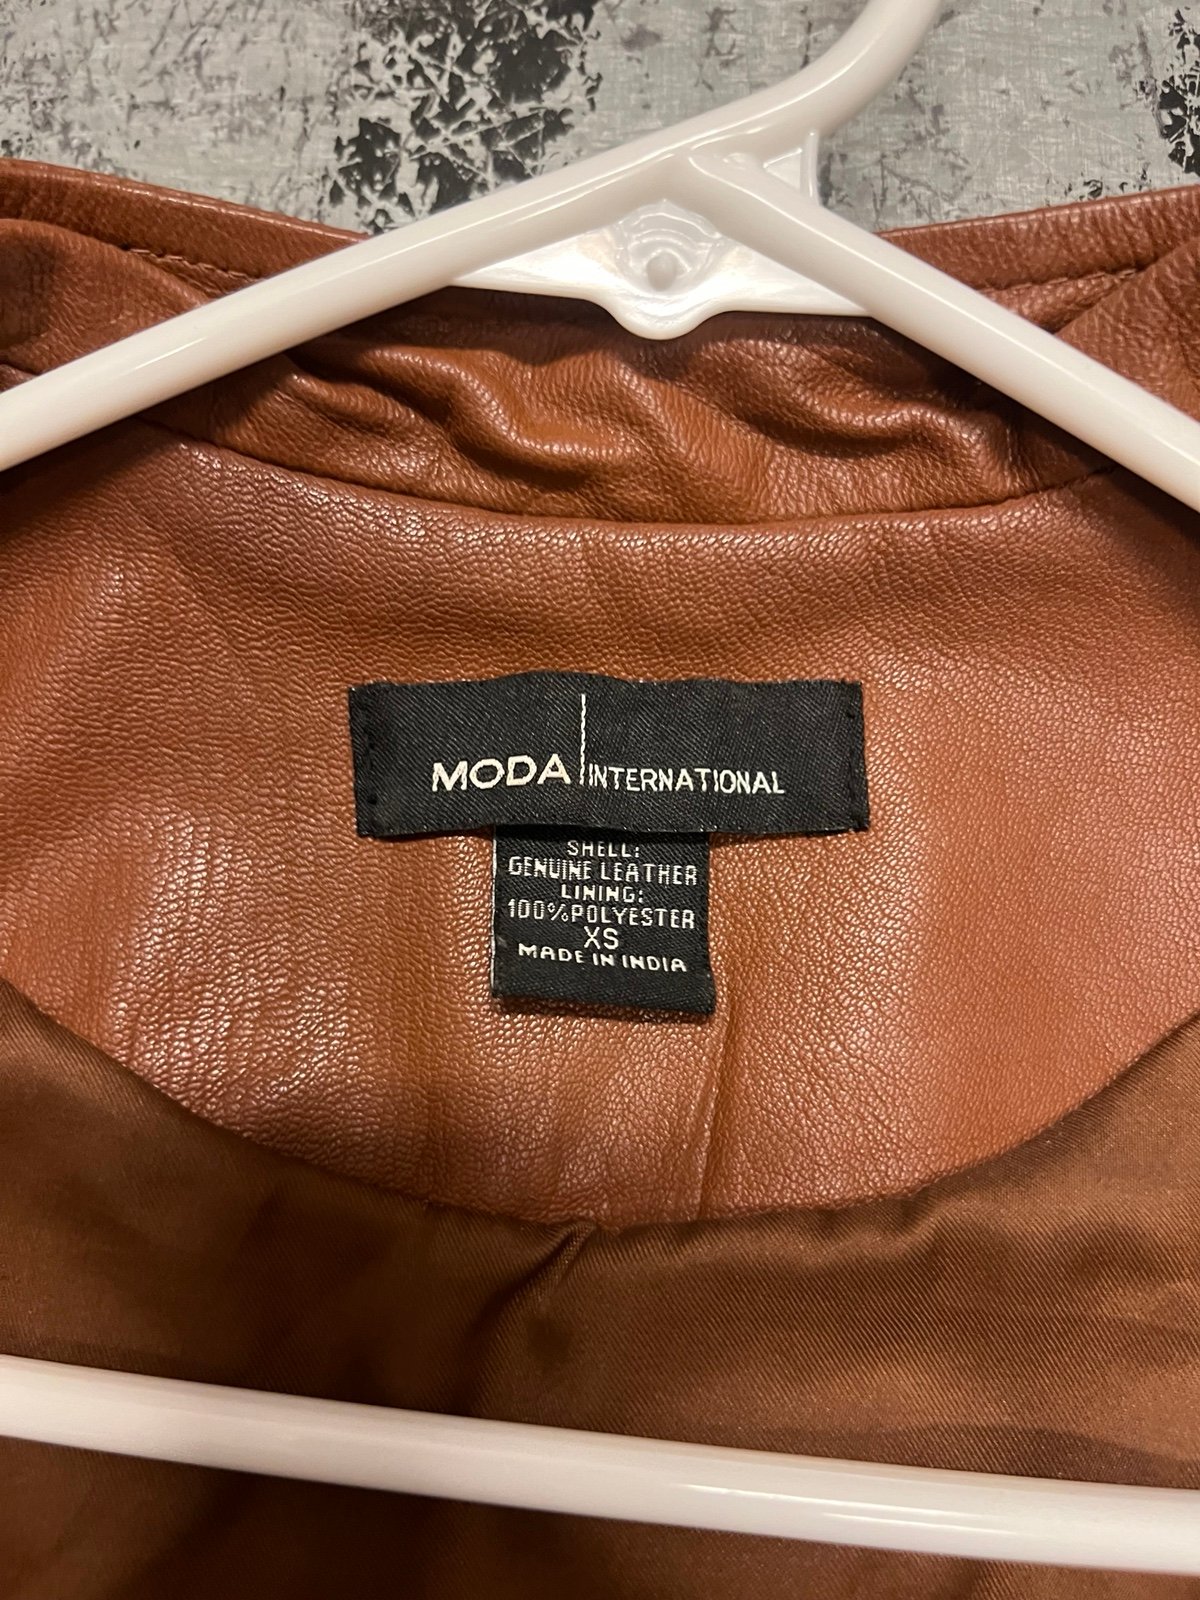 MODA INTERNATIONAL
SHELL:
GENUINE LEATHER
LINING:
100%POLYESTER
XS
MADE IN INDIA